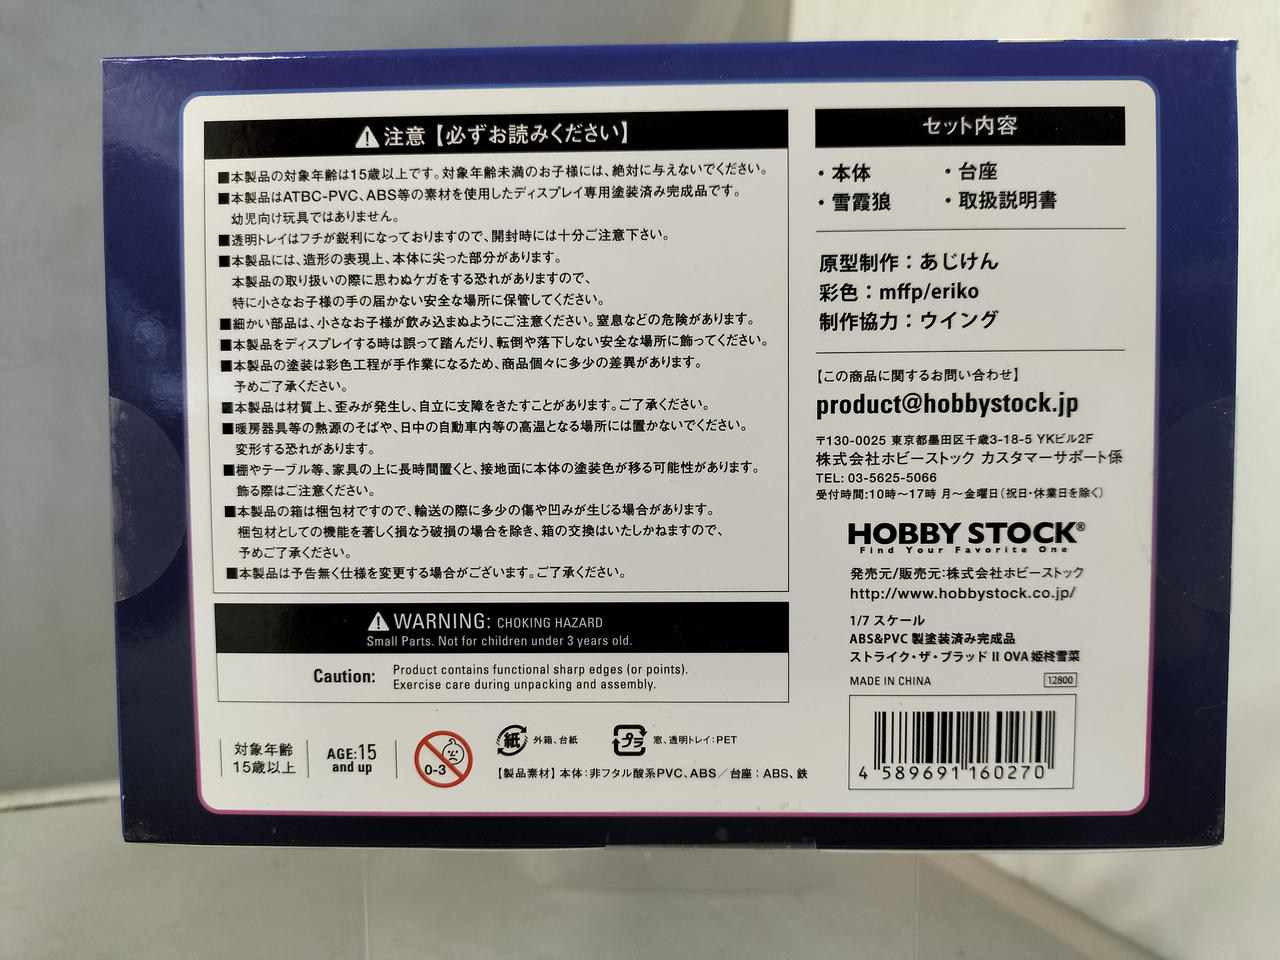 注意【必ずお読みください】
■本製品の対象年齢は15歳以上です。対象年齢未満のお子様には、絶対に与えないでください。
■本製品はATBC-PVC、ABS等の素材を使用したディスプレイ専用塗装済み完成品です。
幼児向け玩具ではありません。
■透明トレイはフチが鋭利になっておりますので、開封時には十分ご注意下さい。
■本製品には、造形の表現上、本体に尖った部分があります。
本製品の取り扱いの際に思わぬケガをする恐れがありますので、
特に小さなお子様の手の届かない安全な場所に保管してください。
■細かい部品は、小さなお子様が飲み込まぬようにご注意ください。窒息などの危険があります。
■本製品をディスプレイする時は誤って踏んだり、転倒や落下しない安全な場所に飾ってください。
■本製品の塗装は彩色工程が手作業になるため、商品個々に多少の差異があります。
予めご了承ください。
■本製品は材質上、歪みが発生し、自立に支障をきたすことがあります。ご了承ください。
■暖房器具等の熱源のそばや、日中の自動車内等の高温となる場所には置かないでください。
変形する恐れがあります。
■棚やテーブル等、家具の上に長時間置くと、接地面に本体の塗装色が移る可能性があります。
飾る際はご注意ください。
■本製品の箱は梱包材ですので、輸送の際に多少の傷や凹みが生じる場合があります。
梱包材としての機能を著しく損なう破損の場合を除き、箱の交換はいたしかねますので、
予めご了承ください。
■本製品は予告無く仕様を変更する場合がございます。ご了承ください。
WARNING: CHOKING HAZARD
Small Parts. Not for children under 3 years old.
Caution: Product contains functional sharp edges (or points).
Exercise care during unpacking and assembly.
対象年齢
15歳以上
AGE:15
and up
0-3
紙 外箱、台紙
プラ 窓、透明トレイ:PET
【製品素材】本体:非フタル酸系PVC、ABS/台座:ABS、鉄
セット内容
・本体 ・台座
・雪霞狼 ・取扱説明書
原型制作:あじけん
彩色:mffp/eriko
制作協力:ウイング
【この商品に関するお問い合わせ】
product@hobbystock.jp
〒130-0025 東京都墨田区千歳3-18-5 YKビル2F
株式会社ホビーストック カスタマーサポート係
TEL: 03-5625-5066
受付時間:10時〜17時 月〜金曜日(祝日・休業日を除く)
HOBBY STOCK®
Find Your Favorite One
発売元/販売元:株式会社ホビーストック
http://www.hobbystock.co.jp/
1/7 スケール
ABS&PVC 製塗装済み完成品
ストライク・ザ・ブラッド II OVA 姫柊雪菜
MADE IN CHINA 12800
4 589691 160270